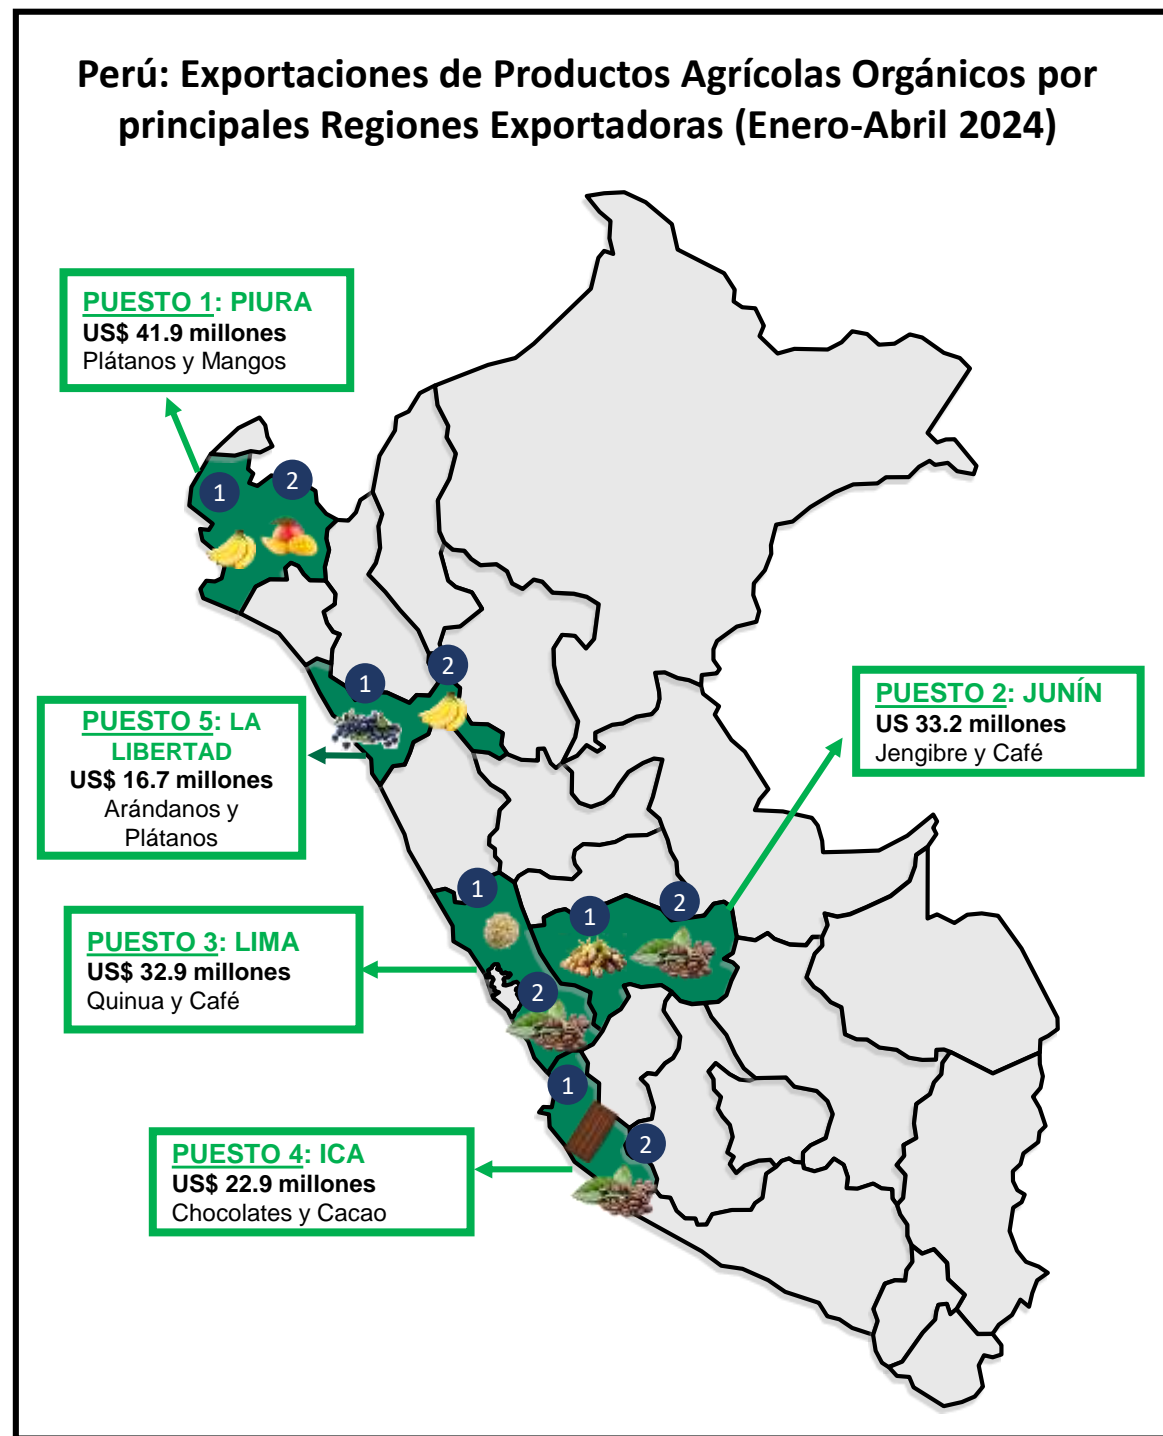 Perú: Exportaciones de Productos Agrícolas Orgánicos por
principales Regiones Exportadoras (Enero-Abril 2024)
PUESTO 1: PIURA
US$ 41.9 millones
Plátanos y Mangos
1
2
1
2
PUESTO 5: LA
LIBERTAD
US$ 16.7 millones
Arándanos y
Plátanos
PUESTO 2: JUNÍN
US 33.2 millones
Jengibre y Café
1
2
1
2
PUESTO 3: LIMA
US$ 32.9 millones
Quinua y Café
1
2
PUESTO 4: ICA
US$ 22.9 millones
Chocolates y Cacao